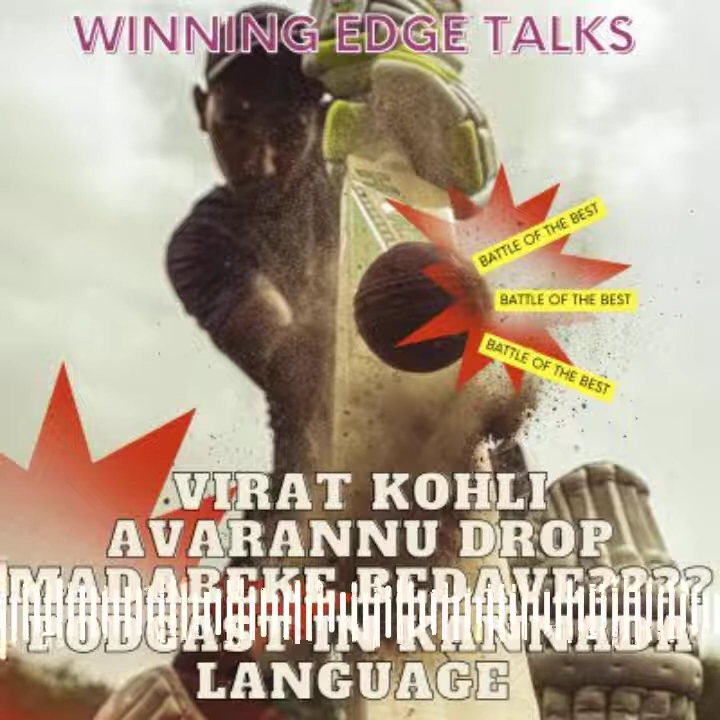 WINNING EDGE TALKS
BATTLE OF THE BEST
BATTLE OF THE BEST
BATTLE OF THE BEST
VIRAT KOHLI
AVARANNU DROP
MADABEKE BEDAVE????
PODCAST IN KANNADA
LANGUAGE